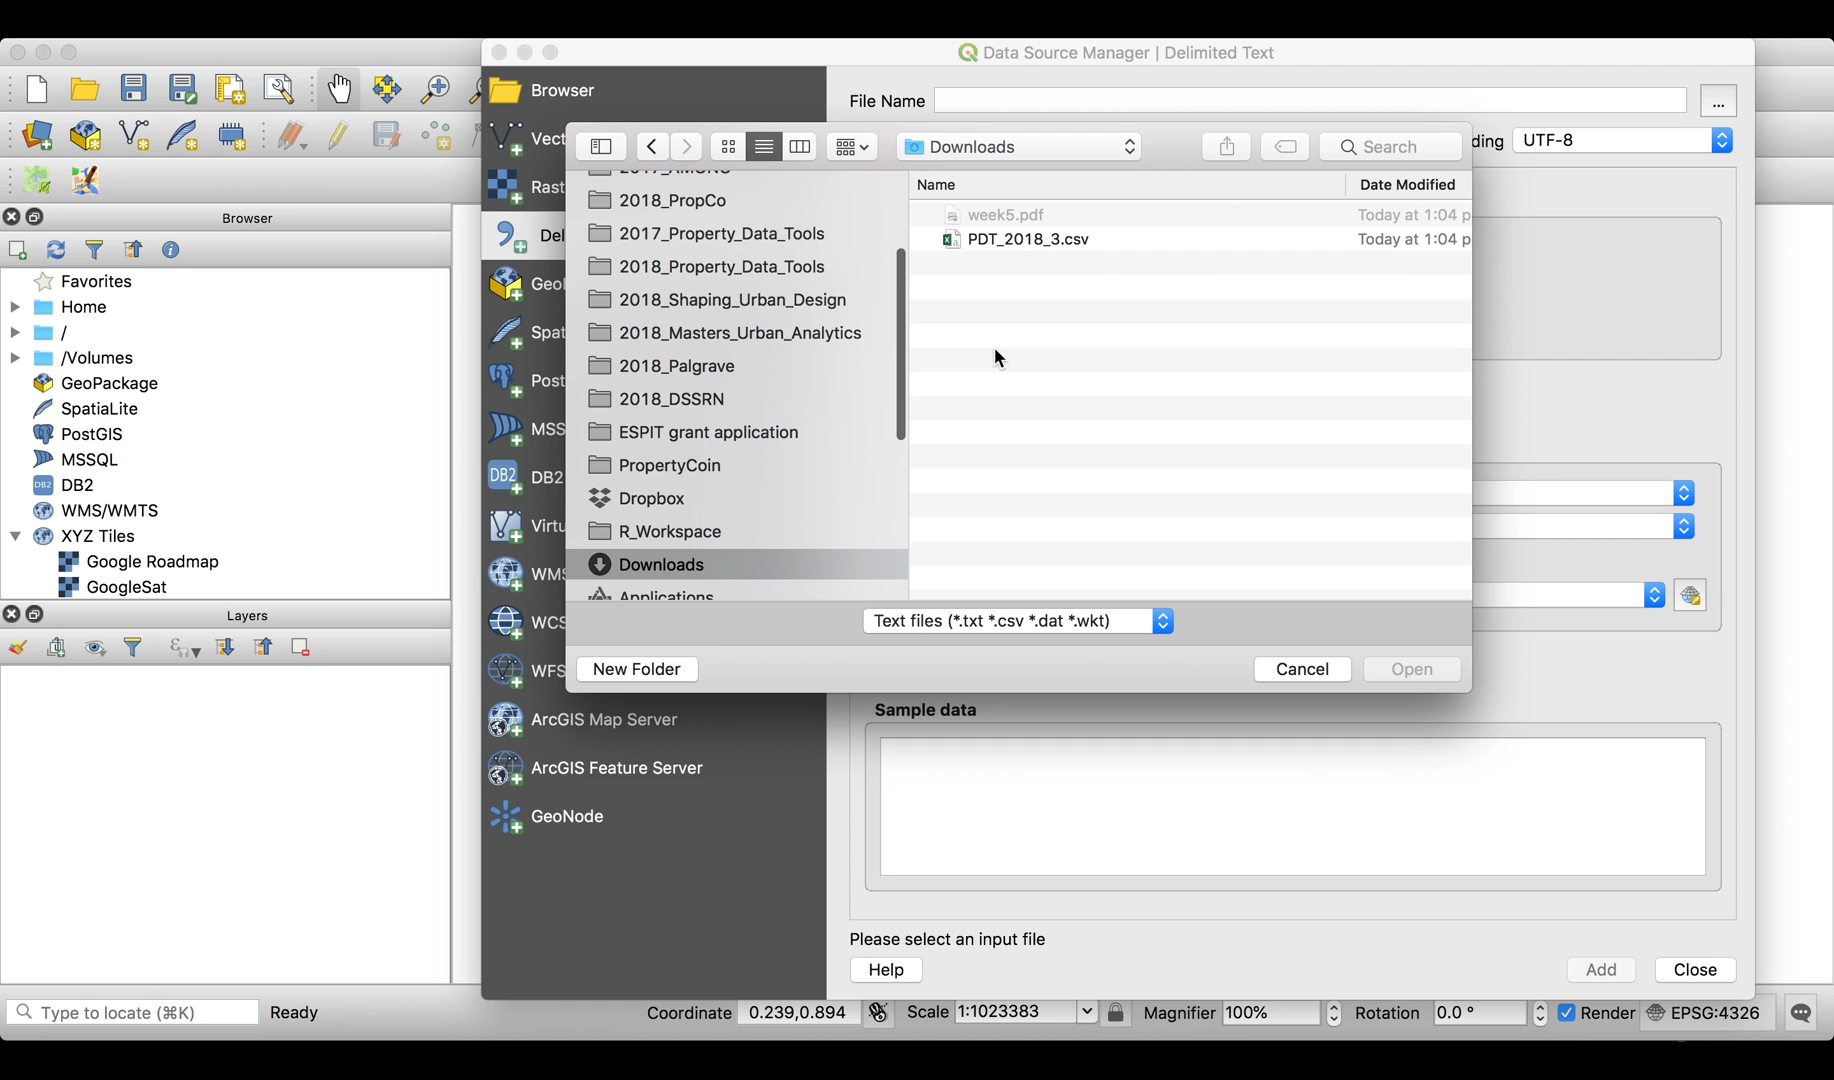 Data Source Manager | Delimited Text
Browser
File Name
...
Vect
Downloads
Search
ding
UTF-8
Rast
Name
Date Modified
2018_PropCo
week5.pdf
Today at 1:04 p
Browser
2017_Property_Data_Tools
Del
PDT_2018_3.csv
Today at 1:04 p
2018_Property_Data_Tools
Favorites
Geo
2018_Shaping_Urban_Design
Home
/
Spat
2018_Masters_Urban_Analytics
/Volumes
2018_Palgrave
GeoPackage
Post
SpatiaLite
2018_DSSRN
PostGIS
MSS
ESPIT grant application
MSSQL
PropertyCoin
DB2
DB2
DB2
DB2
Dropbox
WMS/WMTS
Virtu
R_Workspace
XYZ Tiles
Google Roadmap
WMS
Downloads
GoogleSat
Applications
Layers
WCS
Text files (*.txt *.csv *.dat *.wkt)
WFS
New Folder
Cancel
Open
ArcGIS Map Server
Sample data
ArcGIS Feature Server
GeoNode
Please select an input file
Help
Add
Close
Type to locate (⌘K)
Ready
Coordinate
0.239,0.894
Scale
1:1023383
Magnifier
100%
Rotation
0.0 °
Render
EPSG:4326